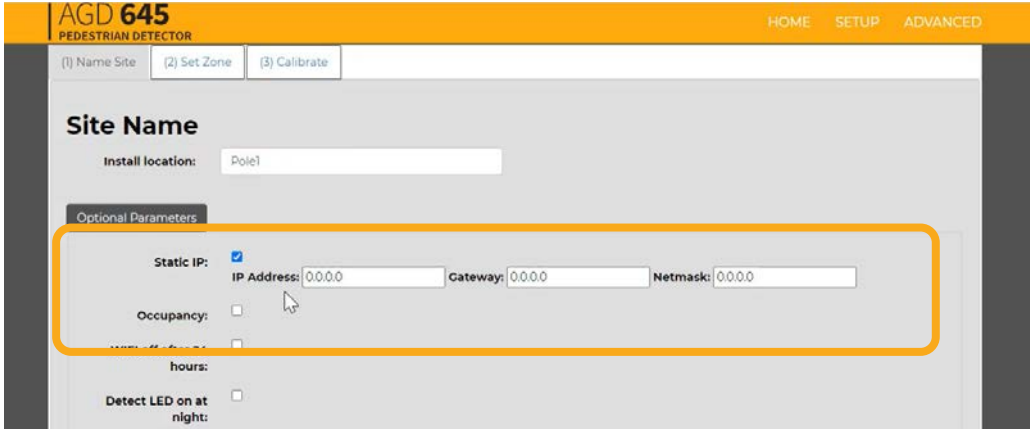 AGD 645
PEDESTRIAN DETECTOR
HOME SETUP ADVANCED
(1) Name Site (2) Set Zone (3) Calibrate
Site Name
Install location: Pole1
Optional Parameters
Static IP:
IP Address: 0.0.0.0 Gateway: 0.0.0.0 Netmask: 0.0.0.0
Occupancy:
off after
hours:
Detect LED on at
night: